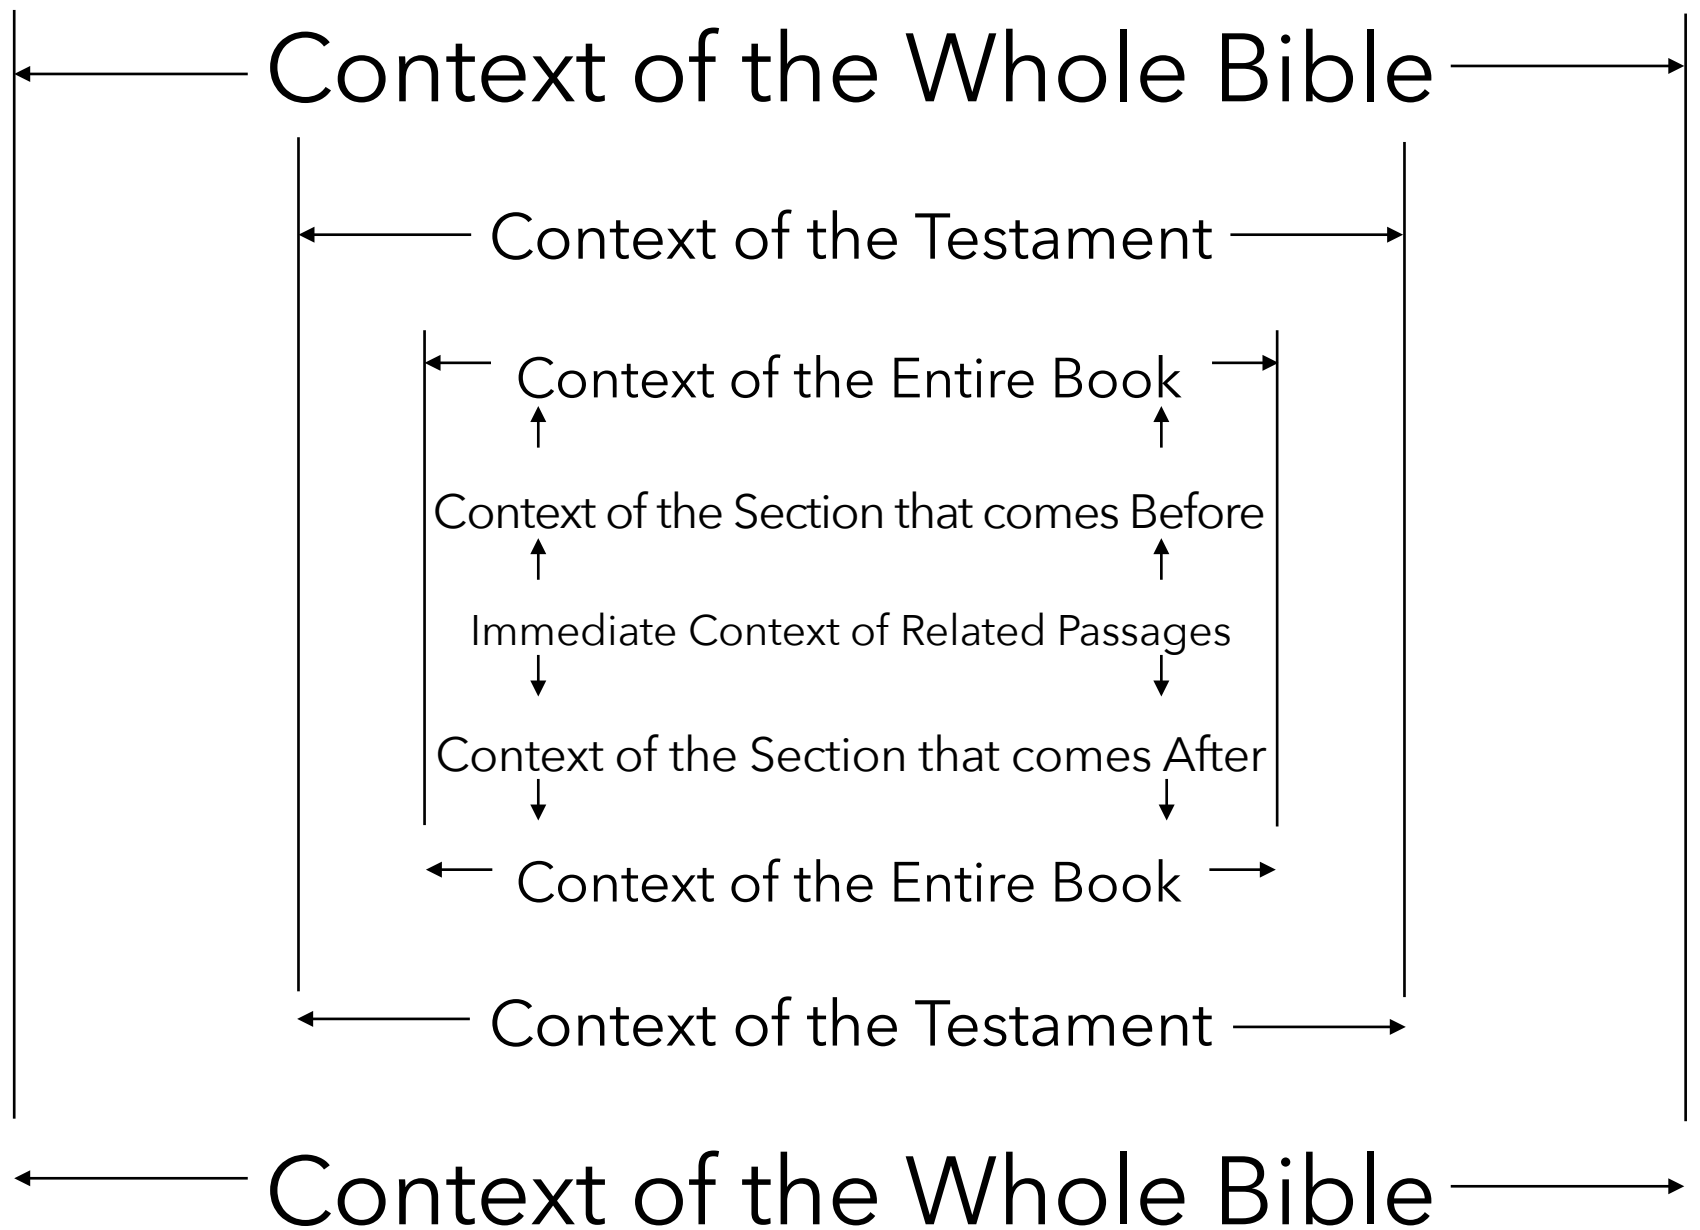 Context of the Whole Bible
Context of the Testament
Context of the Entire Book
Context of the Section that comes Before
Immediate Context of Related Passages
Context of the Section that comes After
Context of the Entire Book
Context of the Testament
Context of the Whole Bible